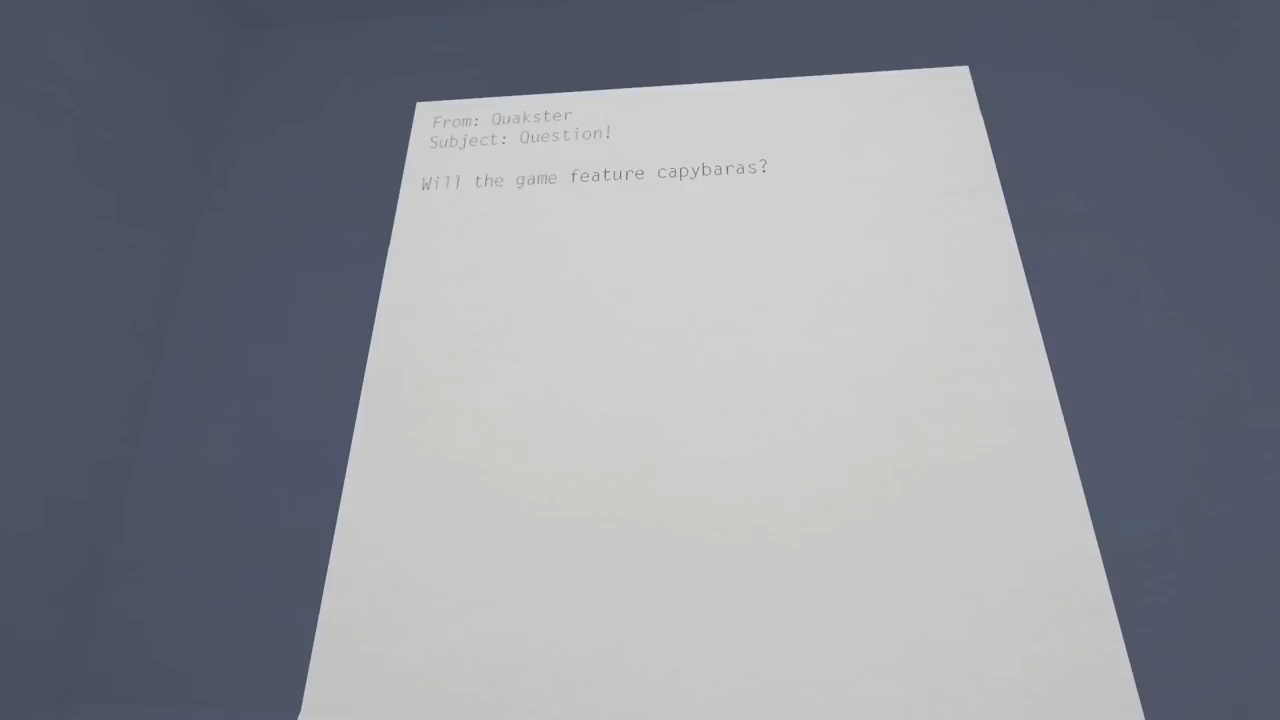 From: Quakster
Subject: Question!
Will the game feature capybaras?